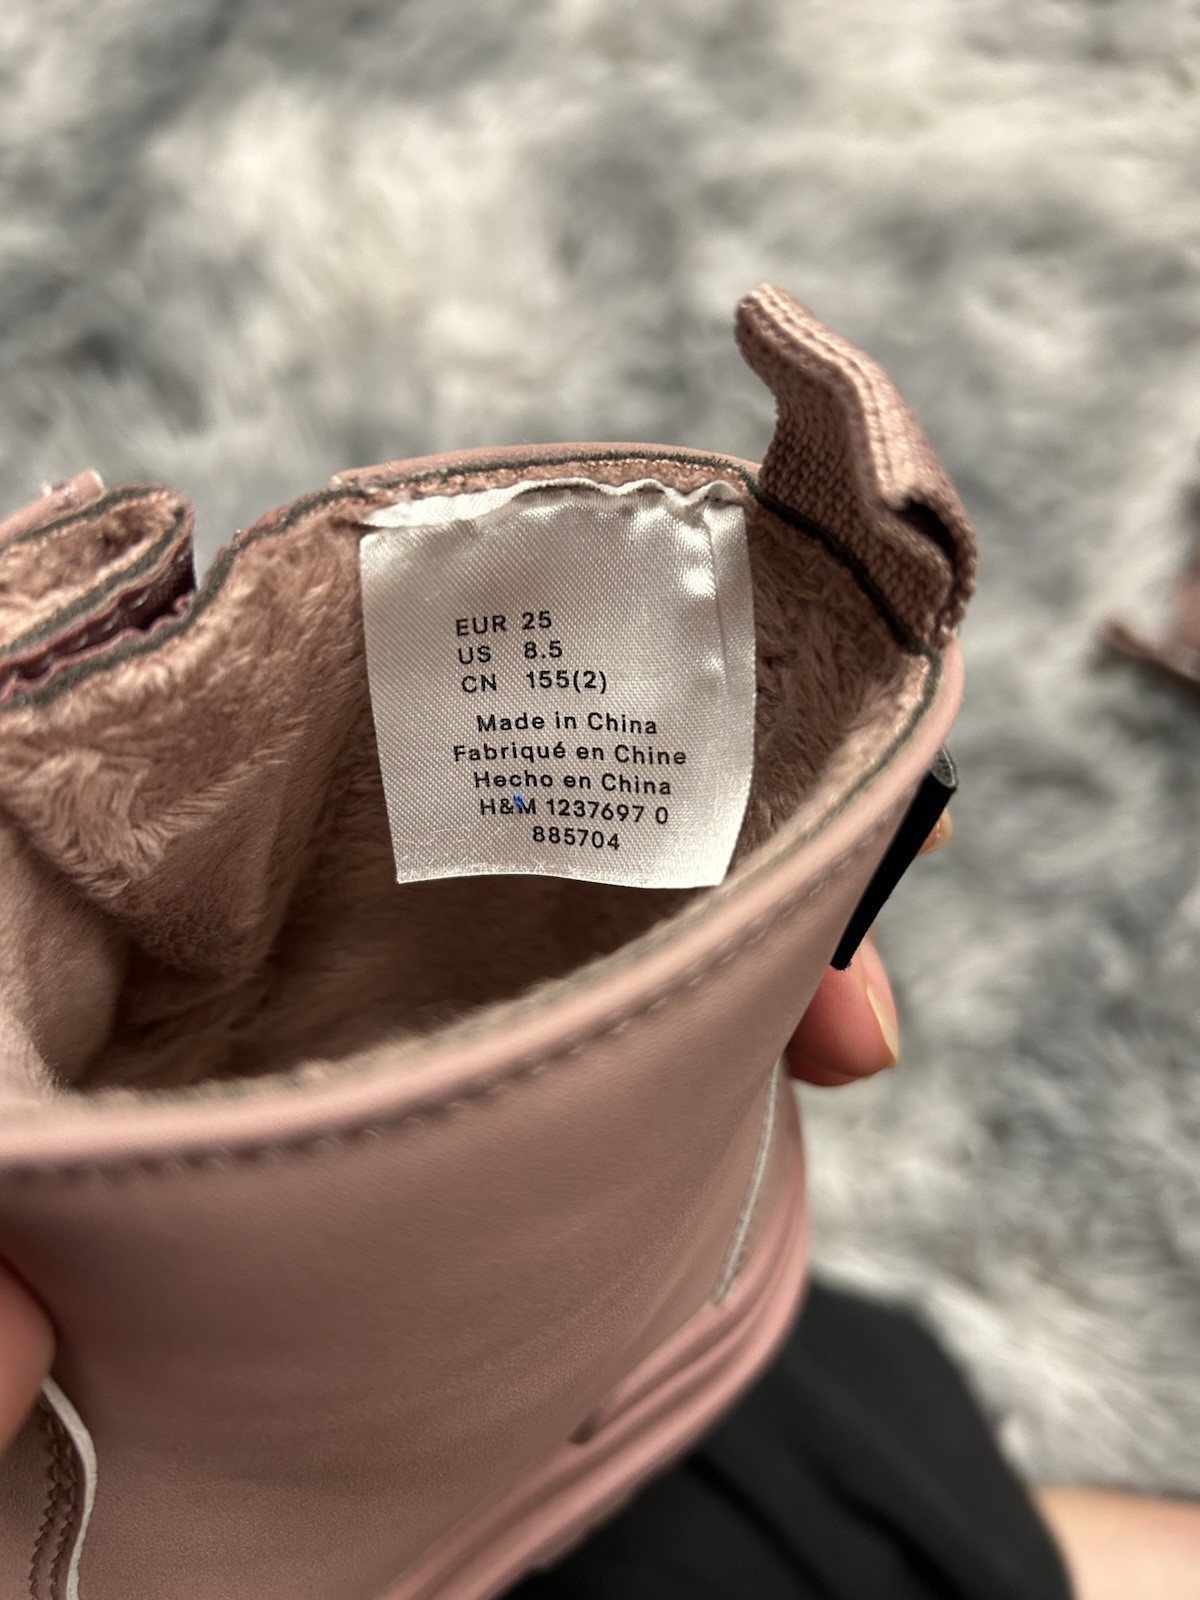 EUR 25
US 8.5
CN 155(2)
Made in China
Fabriqué en Chine
Hecho en China
H&M 1237697 0
885704